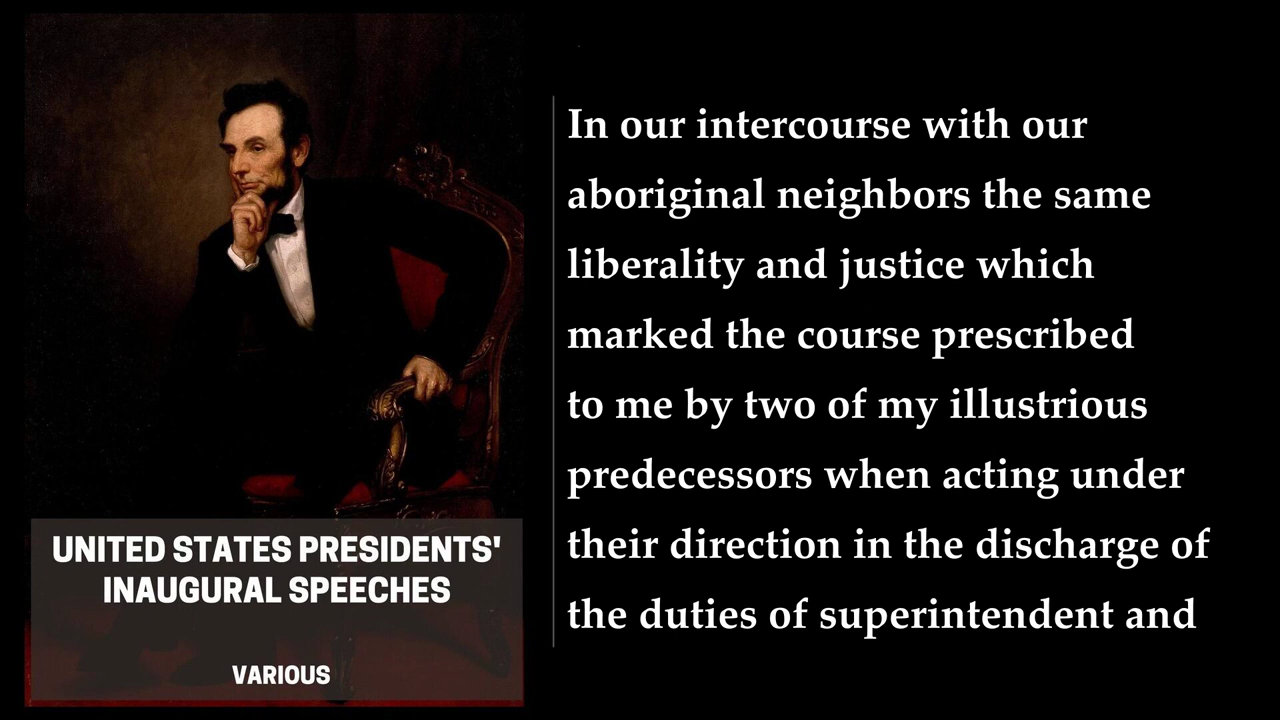 In our intercourse with our
aboriginal neighbors the same
liberality and justice which
marked the course prescribed
to me by two of my illustrious
predecessors when acting under
their direction in the discharge of
the duties of superintendent and
UNITED STATES PRESIDENTS'
INAUGURAL SPEECHES
VARIOUS